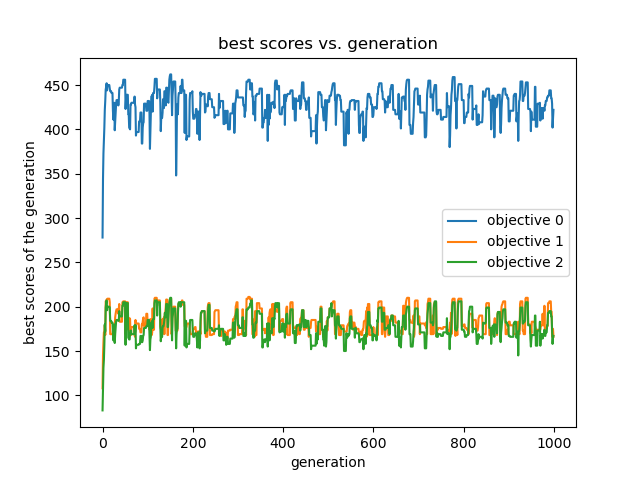 best scores vs. generation
best scores of the generation
450
400
350
300
250
200
150
100
objective 0
objective 1
objective 2
0
200
400
600
800
1000
generation